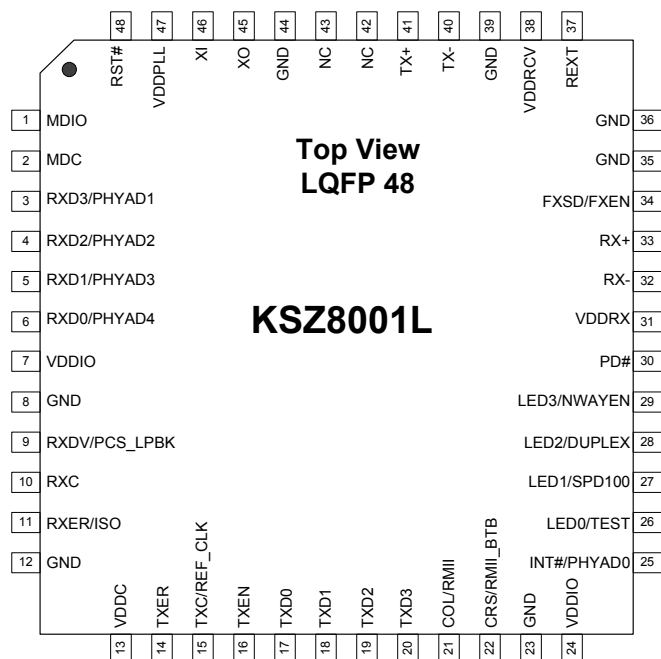 48 47 46 45 44 43 42 41 40 39 38 37
RST# VDDPLL XI XO GND NC NC TX+ TX- GND VDDRCV REXT
Top View
LQFP 48
KSZ8001L
1 MDIO
2 MDC
3 RXD3/PHYAD1
4 RXD2/PHYAD2
5 RXD1/PHYAD3
6 RXD0/PHYAD4
7 VDDIO
8 GND
9 RXDV/PCS_LPBK
10 RXC
11 RXER/ISO
12 GND
GND 36
GND 35
FXSD/FXEN 34
RX+ 33
RX- 32
VDDRX 31
PD# 30
LED3/NWAYEN 29
LED2/DUPLEX 28
LED1/SPD100 27
LED0/TEST 26
INT#/PHYAD0 25
VDDC TXER TXC/REF_CLK TXEN TXD0 TXD1 TXD2 TXD3 COL/RMII CRS/RMII_BTB GND VDDIO
13 14 15 16 17 18 19 20 21 22 23 24